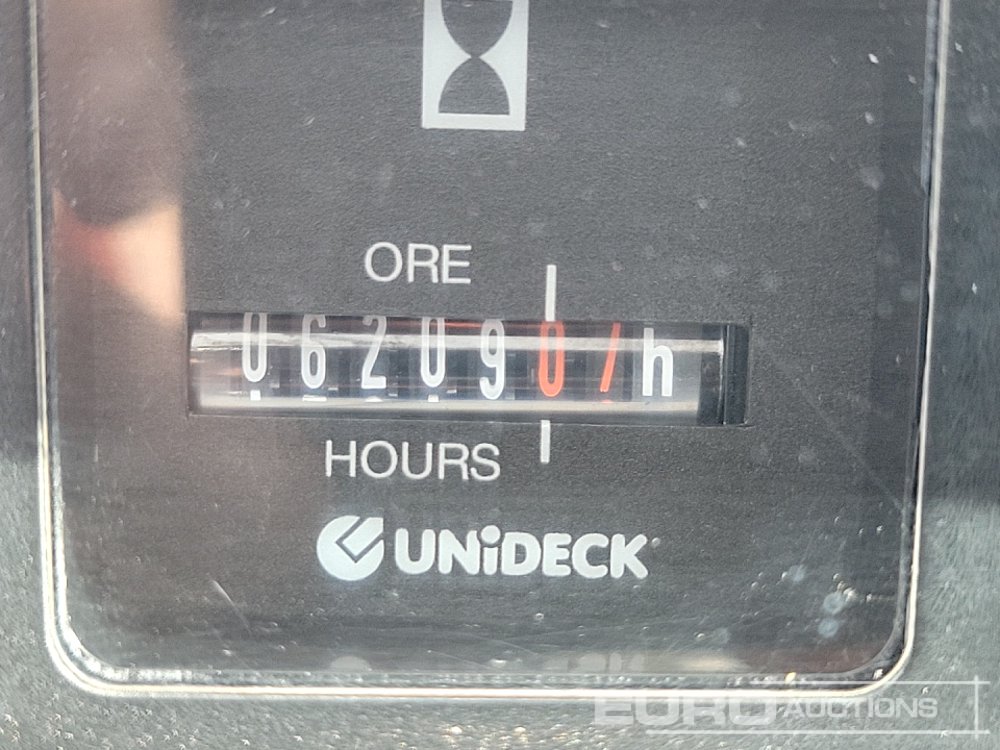 ORE
062090/h
HOURS
UNiDECK
EURO AUCTIONS